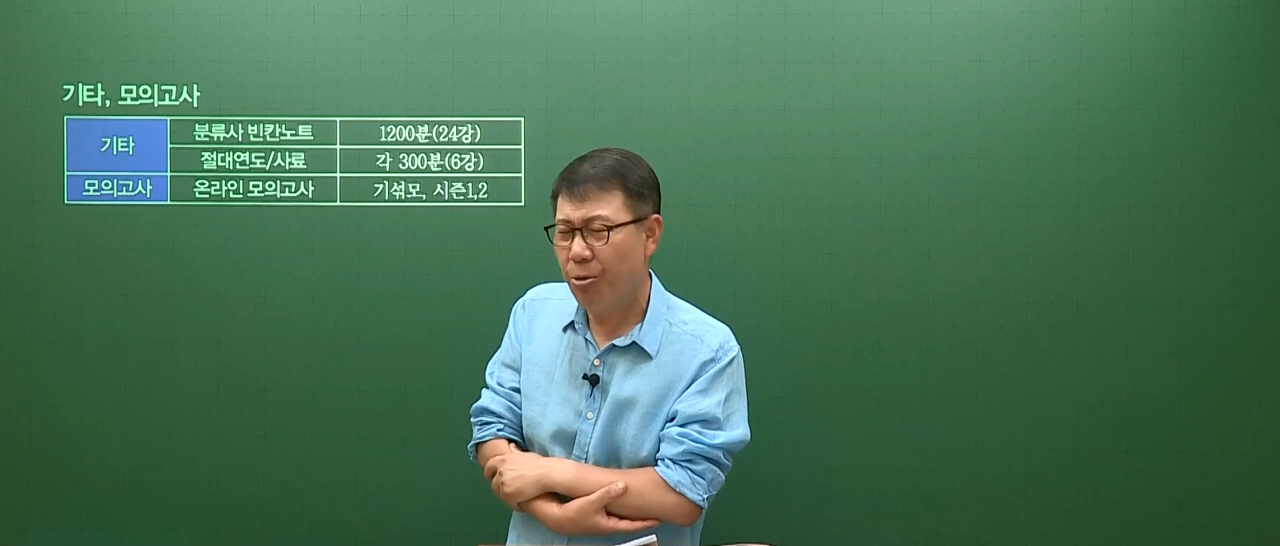 기타, 모의고사
기타
분류사 빈칸노트 1200분(24강)
절대연도/사료 각 300분(6강)
모의고사 온라인 모의고사 기섞모, 시즌1,2